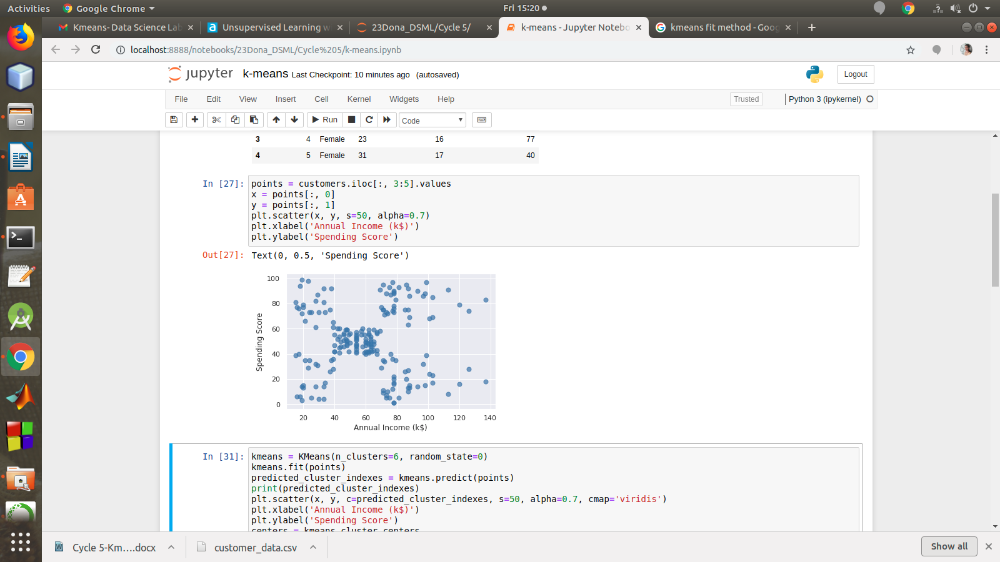 Activities
Google Chrome
Fri 15:20
Kmeans- Data Science Lab
Unsupervised Learning w
23Dona_DSML/Cycle 5/
k-means - Jupyter Notebo
kmeans fit method - Goog
localhost:8888/notebooks/23Dona_DSML/Cycle%205/k-means.ipynb
jupyter k-means Last Checkpoint: 10 minutes ago (autosaved)
Logout
File Edit View Insert Cell Kernel Widgets Help
Trusted
Python 3 (ipykernel)
Run
Code
3 4 Female 23 16 77
4 5 Female 31 17 40
In [27]:
points = customers.iloc[:, 3:5].values
x = points[:, 0]
y = points[:, 1]
plt.scatter(x, y, s=50, alpha=0.7)
plt.xlabel('Annual Income (k$)')
plt.ylabel('Spending Score')
Out[27]: Text(0, 0.5, 'Spending Score')
100
80
60
40
20
0
Spending Score
20 40 60 80 100 120 140
Annual Income (k$)
In [31]:
kmeans = KMeans(n_clusters=6, random_state=0)
kmeans.fit(points)
predicted_cluster_indexes = kmeans.predict(points)
print(predicted_cluster_indexes)
plt.scatter(x, y, c=predicted_cluster_indexes, s=50, alpha=0.7, cmap='viridis')
plt.xlabel('Annual Income (k$)')
plt.ylabel('Spending Score')
centers = kmeans.cluster_centers_
Cycle 5-Km....docx
customer_data.csv
Show all